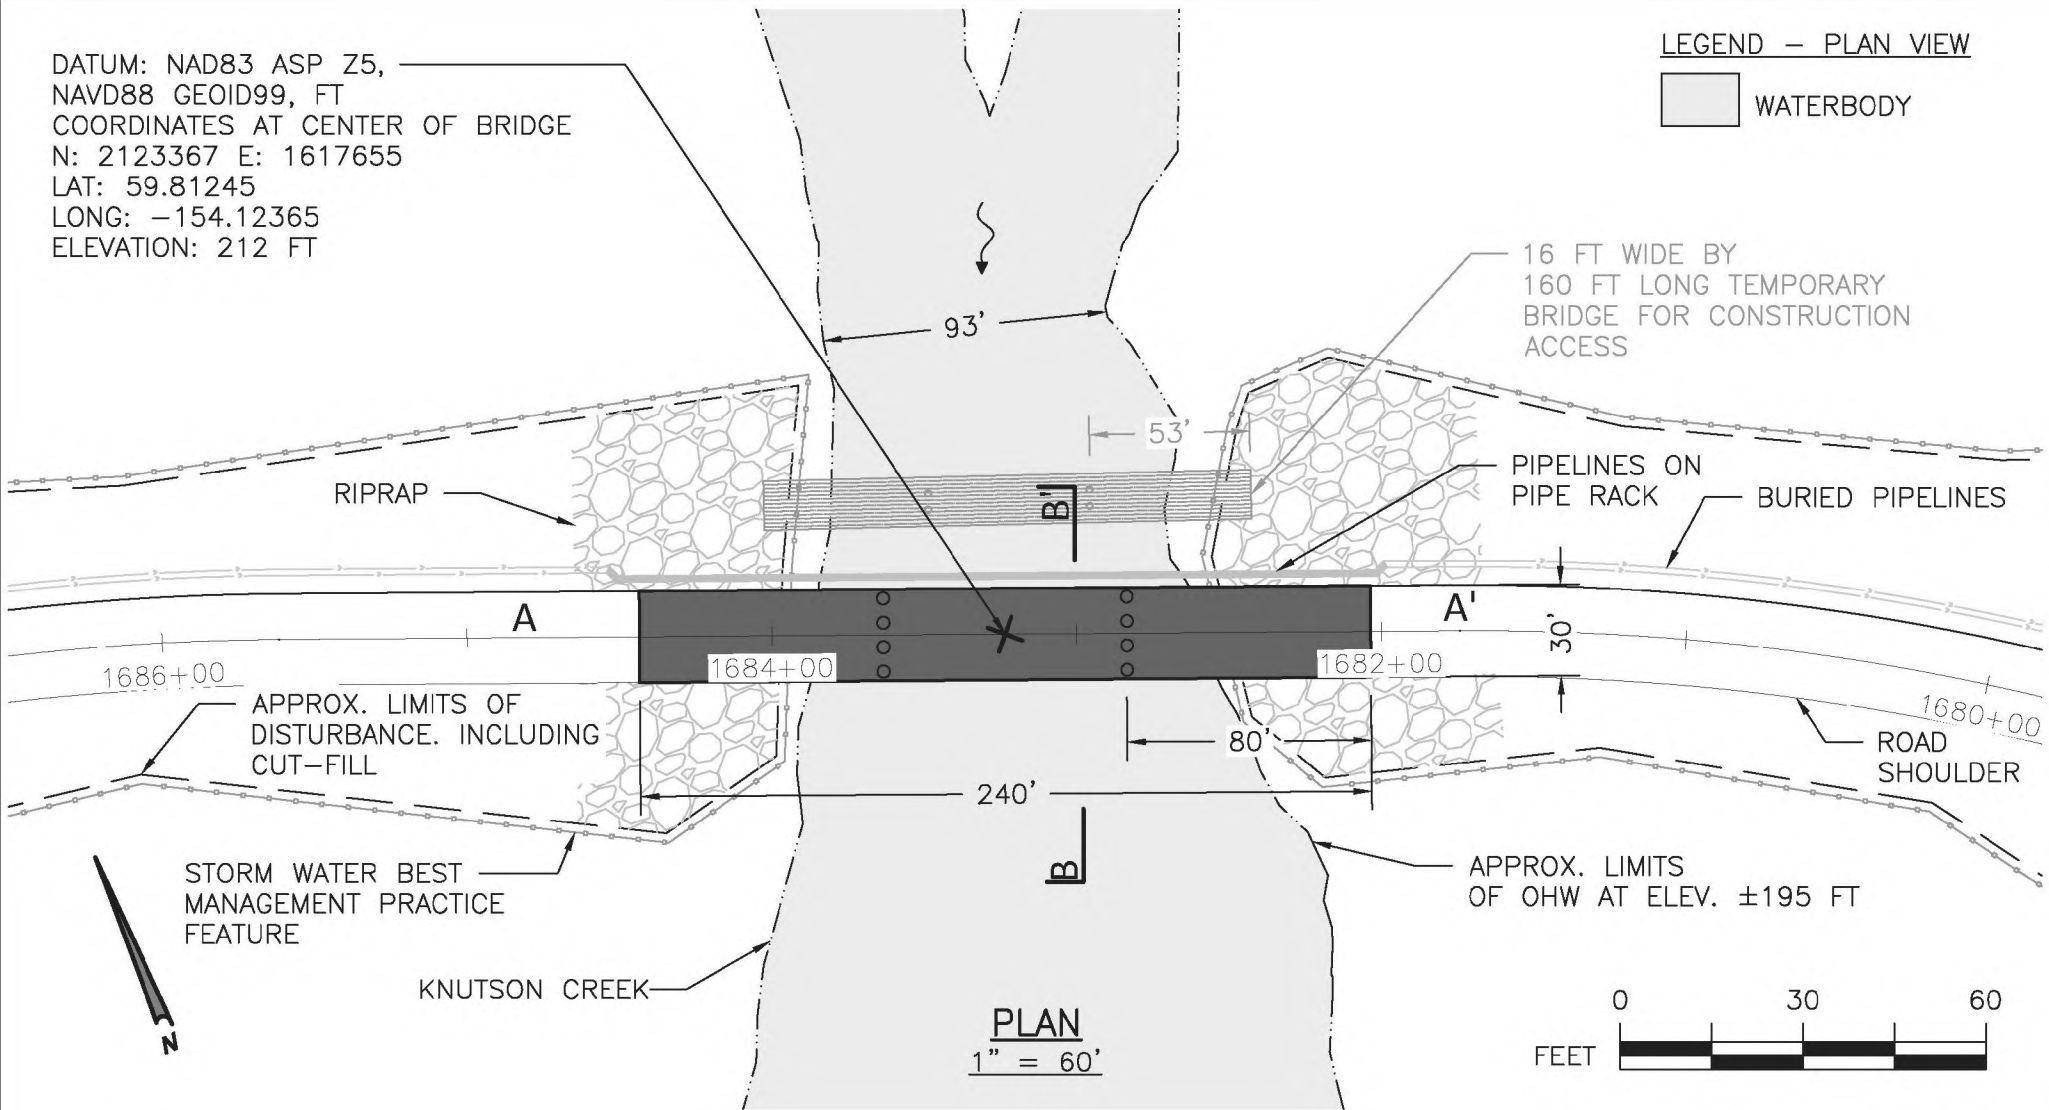 DATUM: NAD83 ASP Z5,
NAVD88 GEOID99, FT
COORDINATES AT CENTER OF BRIDGE
N: 2123367 E: 1617655
LAT: 59.81245
LONG: −154.12365
ELEVATION: 212 FT
LEGEND − PLAN VIEW
WATERBODY
16 FT WIDE BY
160 FT LONG TEMPORARY
BRIDGE FOR CONSTRUCTION
ACCESS
93'
53'
RIPRAP
B'
PIPELINES ON
PIPE RACK
BURIED PIPELINES
A
A'
30'
1686+00
1684+00
1682+00
1680+00
APPROX. LIMITS OF
DISTURBANCE. INCLUDING
CUT−FILL
80'
ROAD
SHOULDER
240'
B
STORM WATER BEST
MANAGEMENT PRACTICE
FEATURE
APPROX. LIMITS
OF OHW AT ELEV. ±195 FT
KNUTSON CREEK
N
PLAN
1" = 60'
0 30 60
FEET